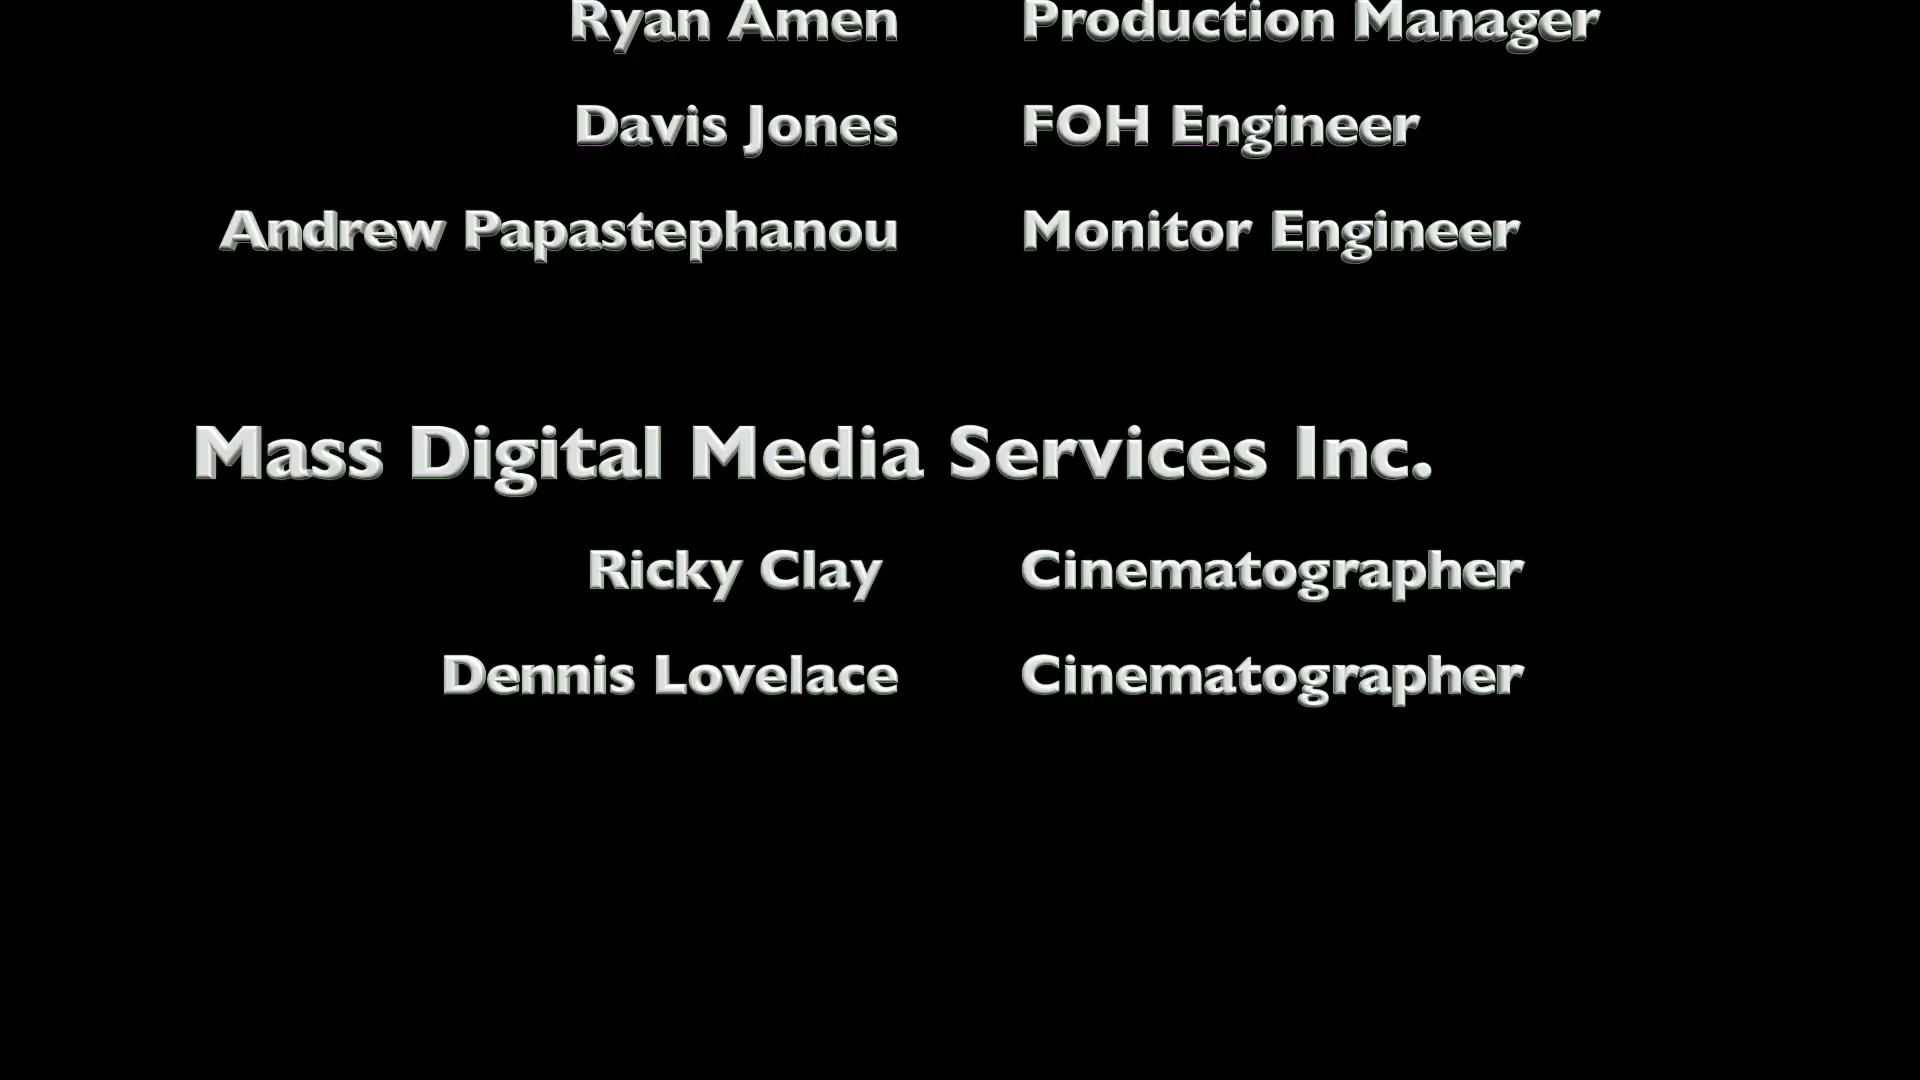 Ryan Amen Production Manager
Davis Jones FOH Engineer
Andrew Papastephanou Monitor Engineer
Mass Digital Media Services Inc.
Ricky Clay Cinematographer
Dennis Lovelace Cinematographer